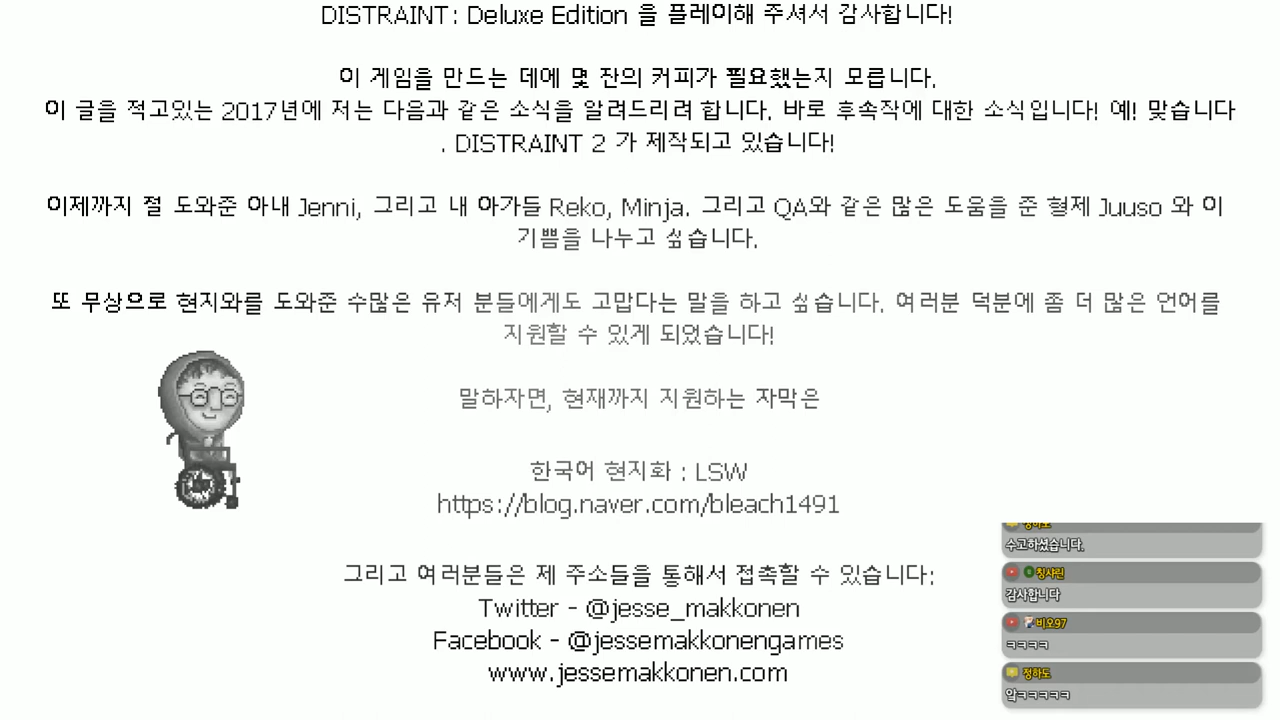 DISTRAINT: Deluxe Edition 을 플레이해 주셔서 감사합니다!
이 게임을 만드는 데에 몇 잔의 커피가 필요했는지 모릅니다.
이 글을 적고있는 2017년에 저는 다음과 같은 소식을 알려드리려 합니다. 바로 후속작에 대한 소식입니다! 예! 맞습니다
. DISTRAINT 2 가 제작되고 있습니다!
이제까지 절 도와준 아내 Jenni, 그리고 내 아가들 Reko, Minja. 그리고 QA와 같은 많은 도움을 준 형제 Juuso 와 이
기쁨을 나누고 싶습니다.
또 무상으로 현지화를 도와준 수많은 유저 분들에게도 고맙다는 말을 하고 싶습니다. 여러분 덕분에 좀 더 많은 언어를
지원할 수 있게 되었습니다!
말하자면, 현재까지 지원하는 자막은
한국어 현지화 : LSW
https://blog.naver.com/bleach1491
그리고 여러분들은 제 주소들을 통해서 접촉할 수 있습니다:
Twitter - @jesse_makkonen
Facebook - @jessemakkonengames
www.jessemakkonen.com
정하도
수고하셨습니다.
칭샤린
감사합니다
비오97
ㅋㅋㅋㅋ
정하도
앜ㅋㅋㅋㅋㅋ